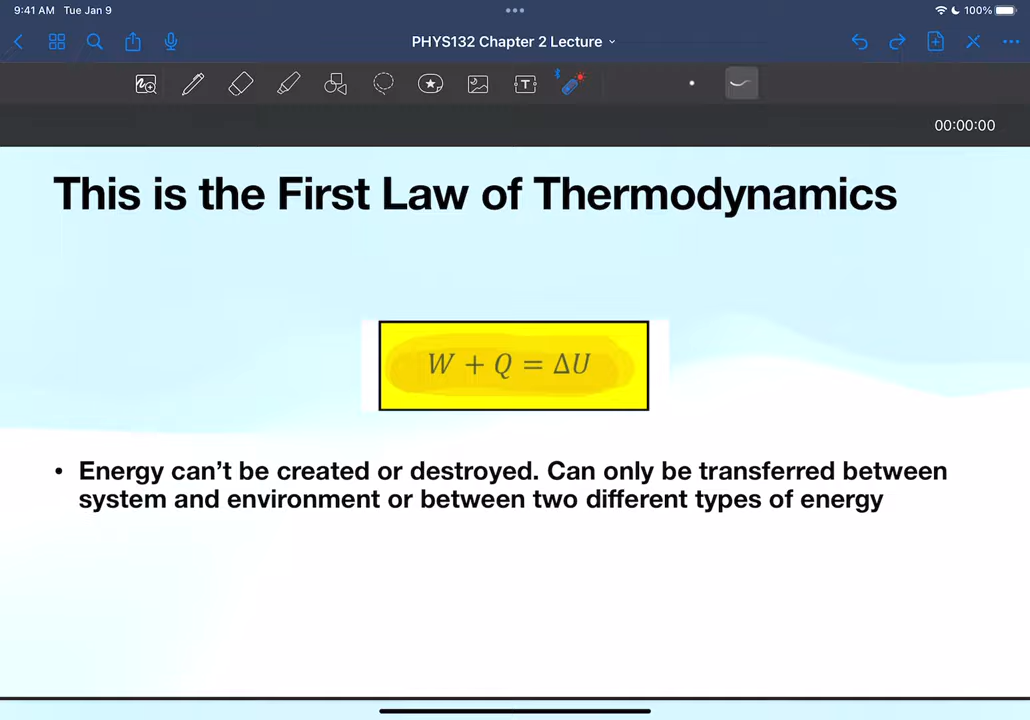 9:41 AM Tue Jan 9
100%
PHYS132 Chapter 2 Lecture
T
00:00:00
This is the First Law of Thermodynamics
W + Q = ΔU
• Energy can’t be created or destroyed. Can only be transferred between
system and environment or between two different types of energy